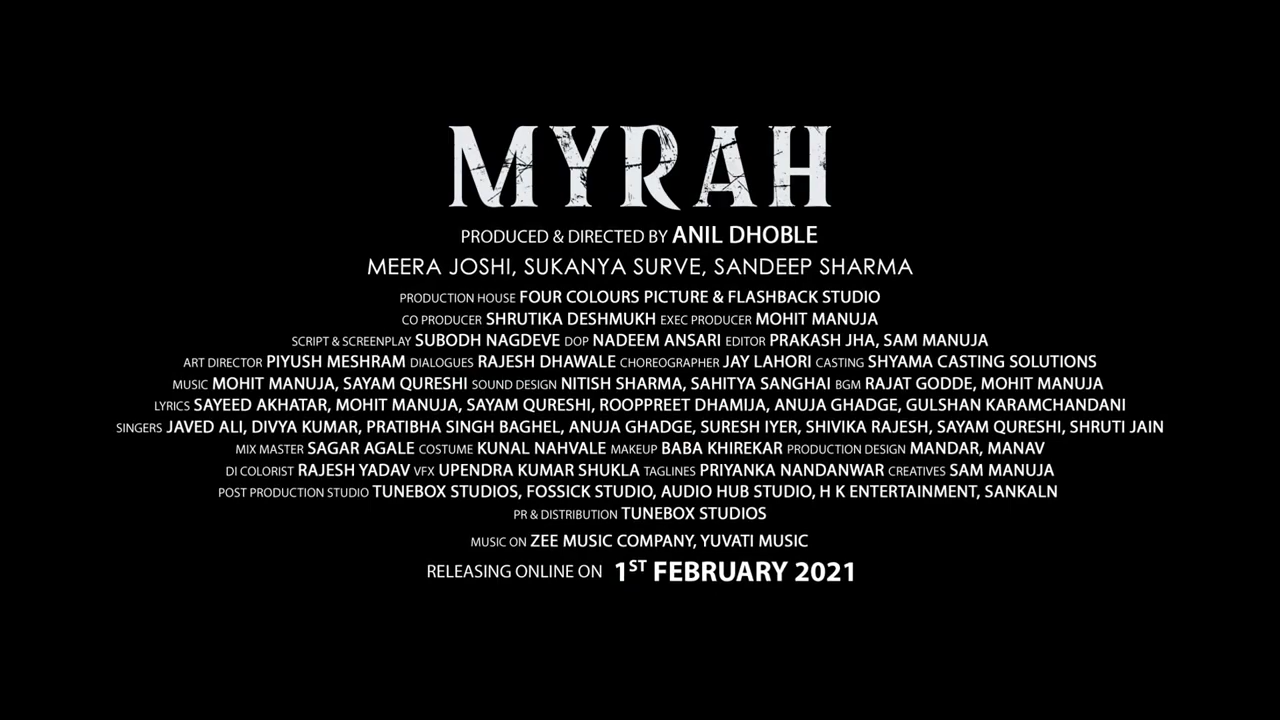 MYRAH
PRODUCED & DIRECTED BY ANIL DHOBLE
MEERA JOSHI, SUKANYA SURVE, SANDEEP SHARMA
PRODUCTION HOUSE FOUR COLOURS PICTURE & FLASHBACK STUDIO
CO PRODUCER SHRUTIKA DESHMUKH EXEC PRODUCER MOHIT MANUJA
SCRIPT & SCREENPLAY SUBODH NAGDEVE DOP NADEEM ANSARI EDITOR PRAKASH JHA, SAM MANUJA
ART DIRECTOR PIYUSH MESHRAM DIALOGUES RAJESH DHAWALE CHOREOGRAPHER JAY LAHORI CASTING SHYAMA CASTING SOLUTIONS
MUSIC MOHIT MANUJA, SAYAM QURESHI SOUND DESIGN NITISH SHARMA, SAHITYA SANGHAI BGM RAJAT GODDE, MOHIT MANUJA
LYRICS SAYEED AKHATAR, MOHIT MANUJA, SAYAM QURESHI, ROOPPREET DHAMIJA, ANUJA GHADGE, GULSHAN KARAMCHANDANI
SINGERS JAVED ALI, DIVYA KUMAR, PRATIBHA SINGH BAGHEL, ANUJA GHADGE, SURESH IYER, SHIVIKA RAJESH, SAYAM QURESHI, SHRUTI JAIN
MIX MASTER SAGAR AGALE COSTUME KUNAL NAHVALE MAKEUP BABA KHIREKAR PRODUCTION DESIGN MANDAR, MANAV
DI COLORIST RAJESH YADAV VFX UPENDRA KUMAR SHUKLA TAGLINES PRIYANKA NANDANWAR CREATIVES SAM MANUJA
POST PRODUCTION STUDIO TUNEBOX STUDIOS, FOSSICK STUDIO, AUDIO HUB STUDIO, H K ENTERTAINMENT, SANKALN
PR & DISTRIBUTION TUNEBOX STUDIOS
MUSIC ON ZEE MUSIC COMPANY, YUVATI MUSIC
RELEASING ONLINE ON 1ST FEBRUARY 2021